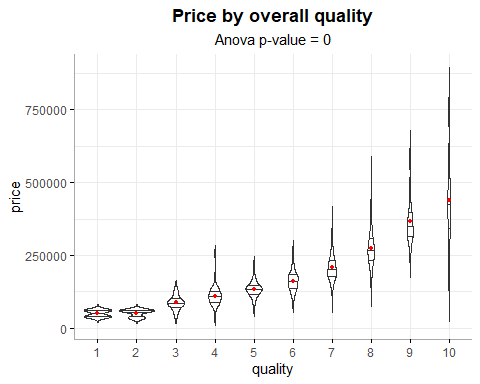 Price by overall quality
Anova p-value = 0
price
750000
500000
250000
0
1 2 3 4 5 6 7 8 9 10
quality